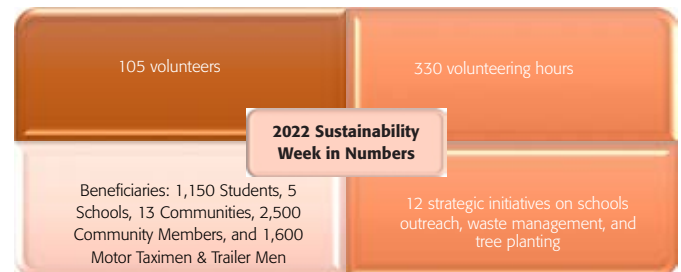 105 volunteers
330 volunteering hours
2022 Sustainability
Week in Numbers
Beneficiaries: 1,150 Students, 5
Schools, 13 Communities, 2,500
Community Members, and 1,600
Motor Taximen & Trailer Men
12 strategic initiatives on schools
outreach, waste management, and
tree planting